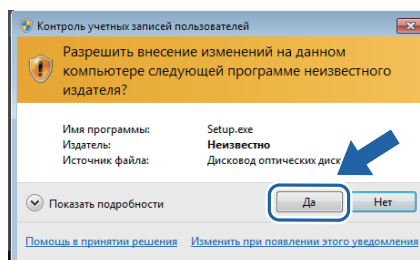 Контроль учетных записей пользователей
Разрешить внесение изменений на данном
компьютере следующей программе неизвестного
издателя?
Имя программы: Setup.exe
Издатель: Неизвестно
Источник файла: Дисковод оптических диск
Показать подробности Да Нет
Помощь в принятии решения Изменить при появлении этого уведомления